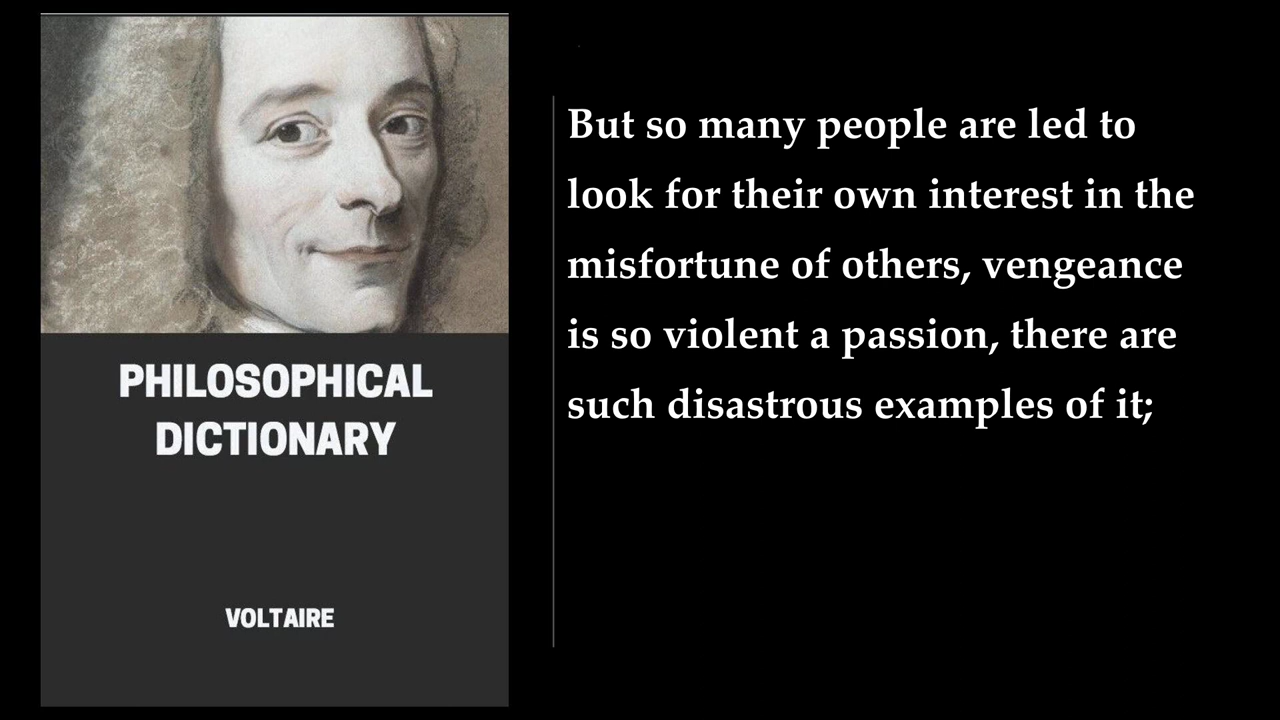 PHILOSOPHICAL
DICTIONARY
VOLTAIRE
But so many people are led to
look for their own interest in the
misfortune of others, vengeance
is so violent a passion, there are
such disastrous examples of it;